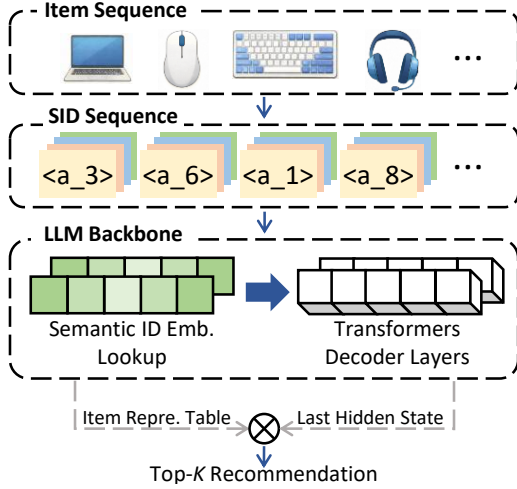 Item Sequence
...
SID Sequence
<a_3> <a_6> <a_1> <a_8> ...
LLM Backbone
Semantic ID Emb. Lookup
Transformers Decoder Layers
Item Repre. Table
Last Hidden State
Top-K Recommendation